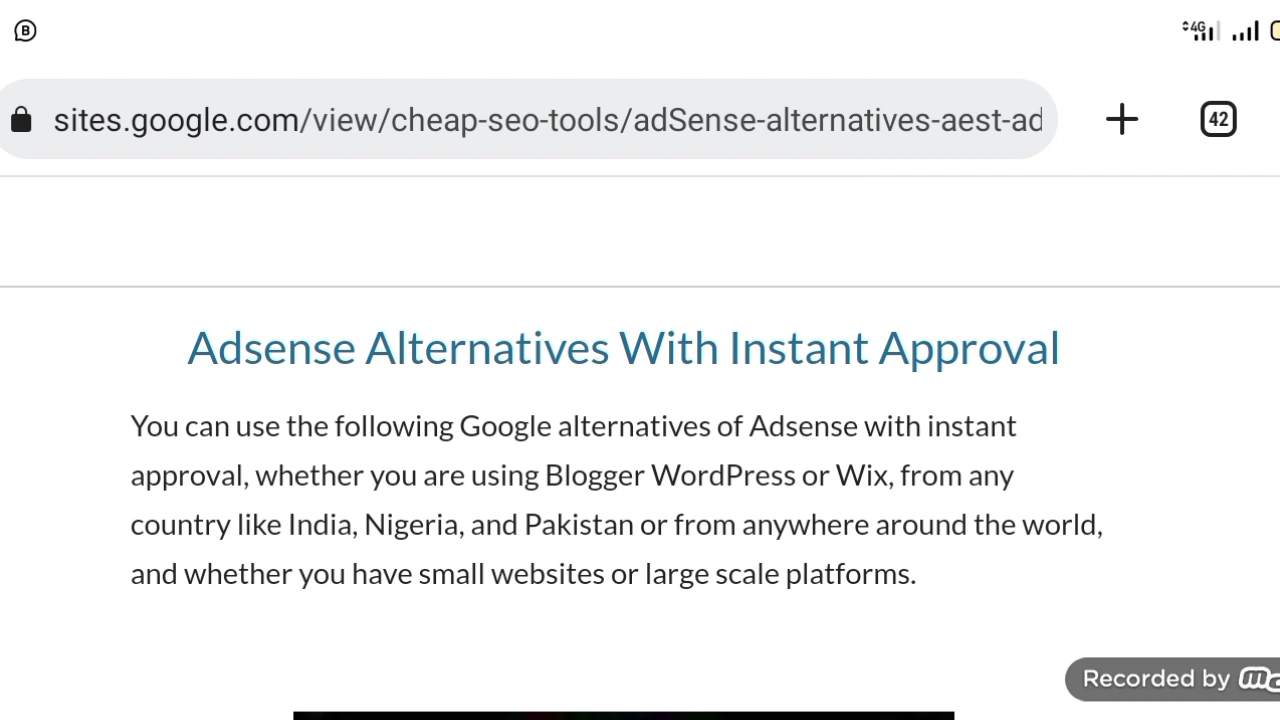 B
4G
sites.google.com/view/cheap-seo-tools/adSense-alternatives-aest-ad
42
Adsense Alternatives With Instant Approval
You can use the following Google alternatives of Adsense with instant
approval, whether you are using Blogger WordPress or Wix, from any
country like India, Nigeria, and Pakistan or from anywhere around the world,
and whether you have small websites or large scale platforms.
Recorded by